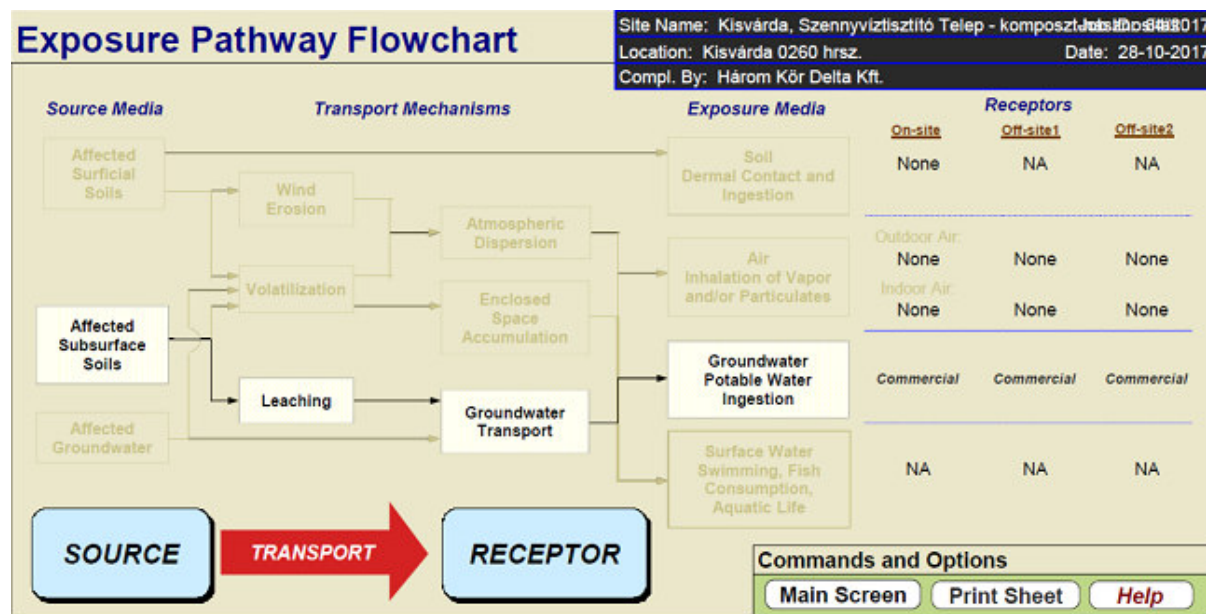 Exposure Pathway Flowchart
Site Name: Kisvárda, Szennyvíztisztító Telep - komposzt
Location: Kisvárda 0260 hrsz.
Date: 28-10-2017
Compl. By: Három Kör Delta Kft.
Source Media
Transport Mechanisms
Exposure Media
Receptors
On-site
Off-site1
Off-site2
Affected
Surficial
Soils
Wind
Erosion
Atmospheric
Dispersion
Soil
Dermal Contact and
Ingestion
None
NA
NA
Volatilization
Enclosed
Space
Accumulation
Air
Inhalation of Vapor
and/or Particulates
Outdoor Air:
None
None
None
Indoor Air:
None
None
None
Affected
Subsurface
Soils
Leaching
Groundwater
Transport
Groundwater
Potable Water
Ingestion
Commercial
Commercial
Commercial
Affected
Groundwater
Surface Water
Swimming, Fish
Consumption,
Aquatic Life
NA
NA
NA
SOURCE
TRANSPORT
RECEPTOR
Commands and Options
Main Screen
Print Sheet
Help